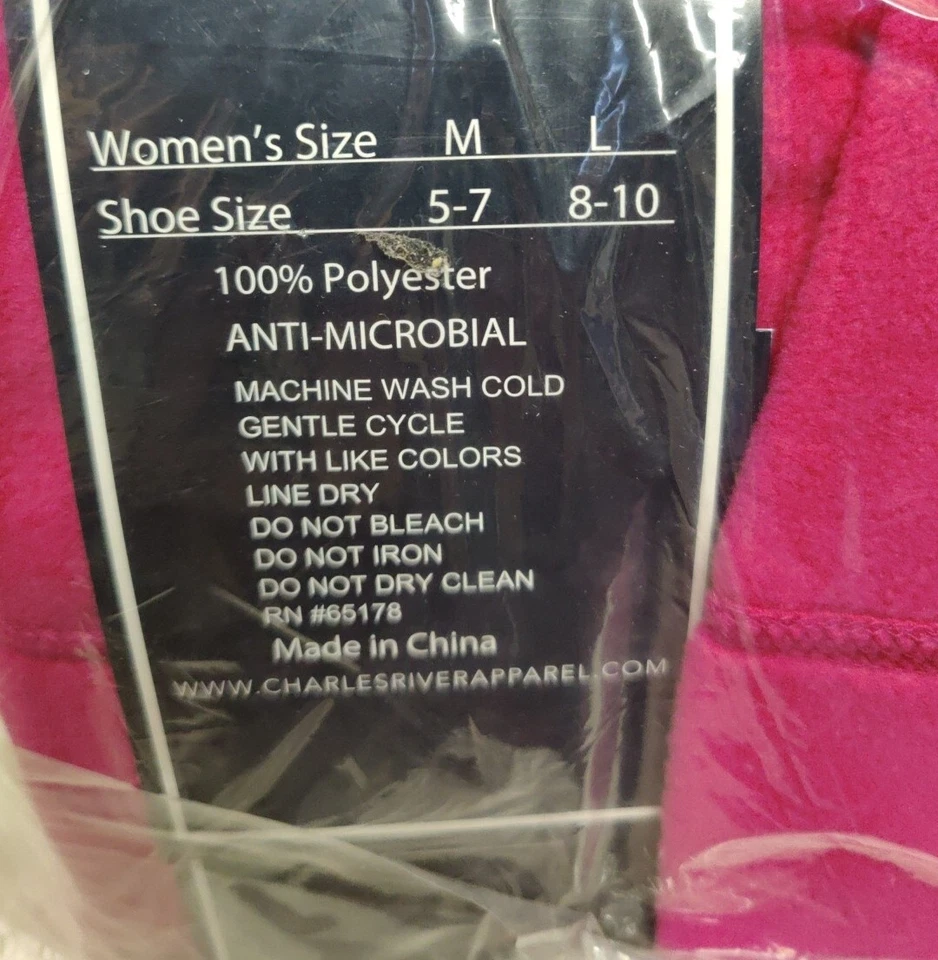 Women's Size M L
Shoe Size 5-7 8-10
100% Polyester
ANTI-MICROBIAL
MACHINE WASH COLD
GENTLE CYCLE
WITH LIKE COLORS
LINE DRY
DO NOT BLEACH
DO NOT IRON
DO NOT DRY CLEAN
RN #65178
Made in China
WWW.CHARLESRIVERAPPAREL.COM